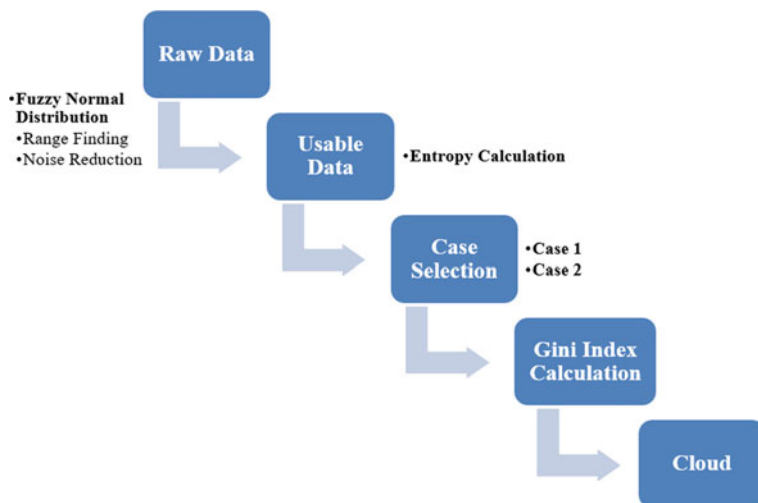 Raw Data
•Fuzzy Normal
Distribution
•Range Finding
•Noise Reduction
Usable
Data
•Entropy Calculation
Case
Selection
•Case 1
•Case 2
Gini Index
Calculation
Cloud